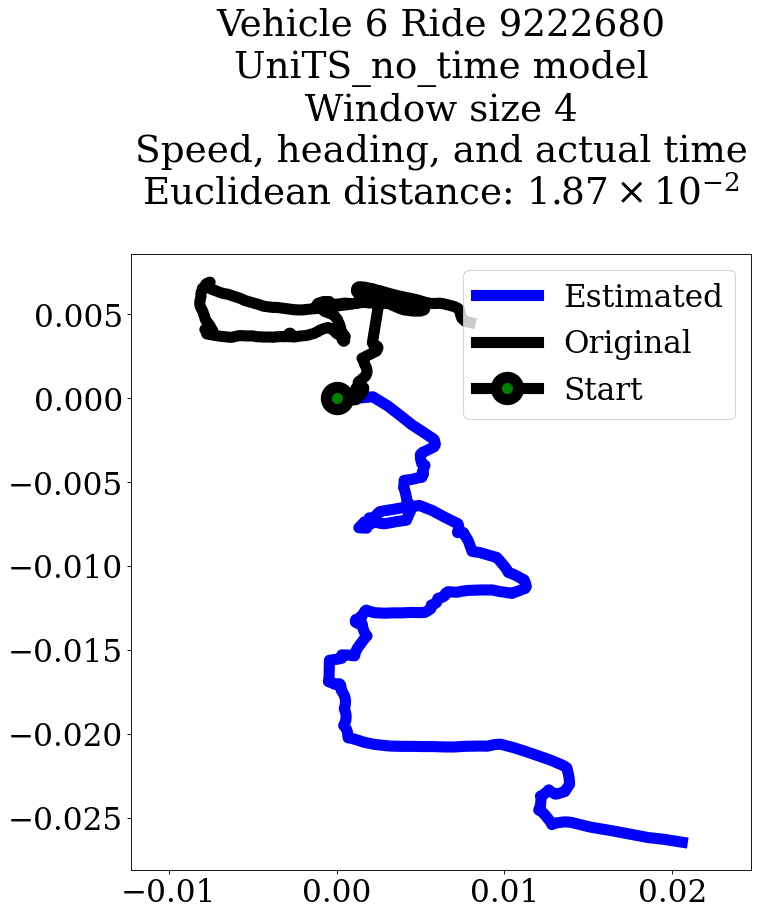 Vehicle 6 Ride 9222680
UniTS_no_time model
Window size 4
Speed, heading, and actual time
Euclidean distance: 1.87 × 10⁻²
Estimated
Original
Start
0.005
0.000
−0.005
−0.010
−0.015
−0.020
−0.025
−0.01 0.00 0.01 0.02